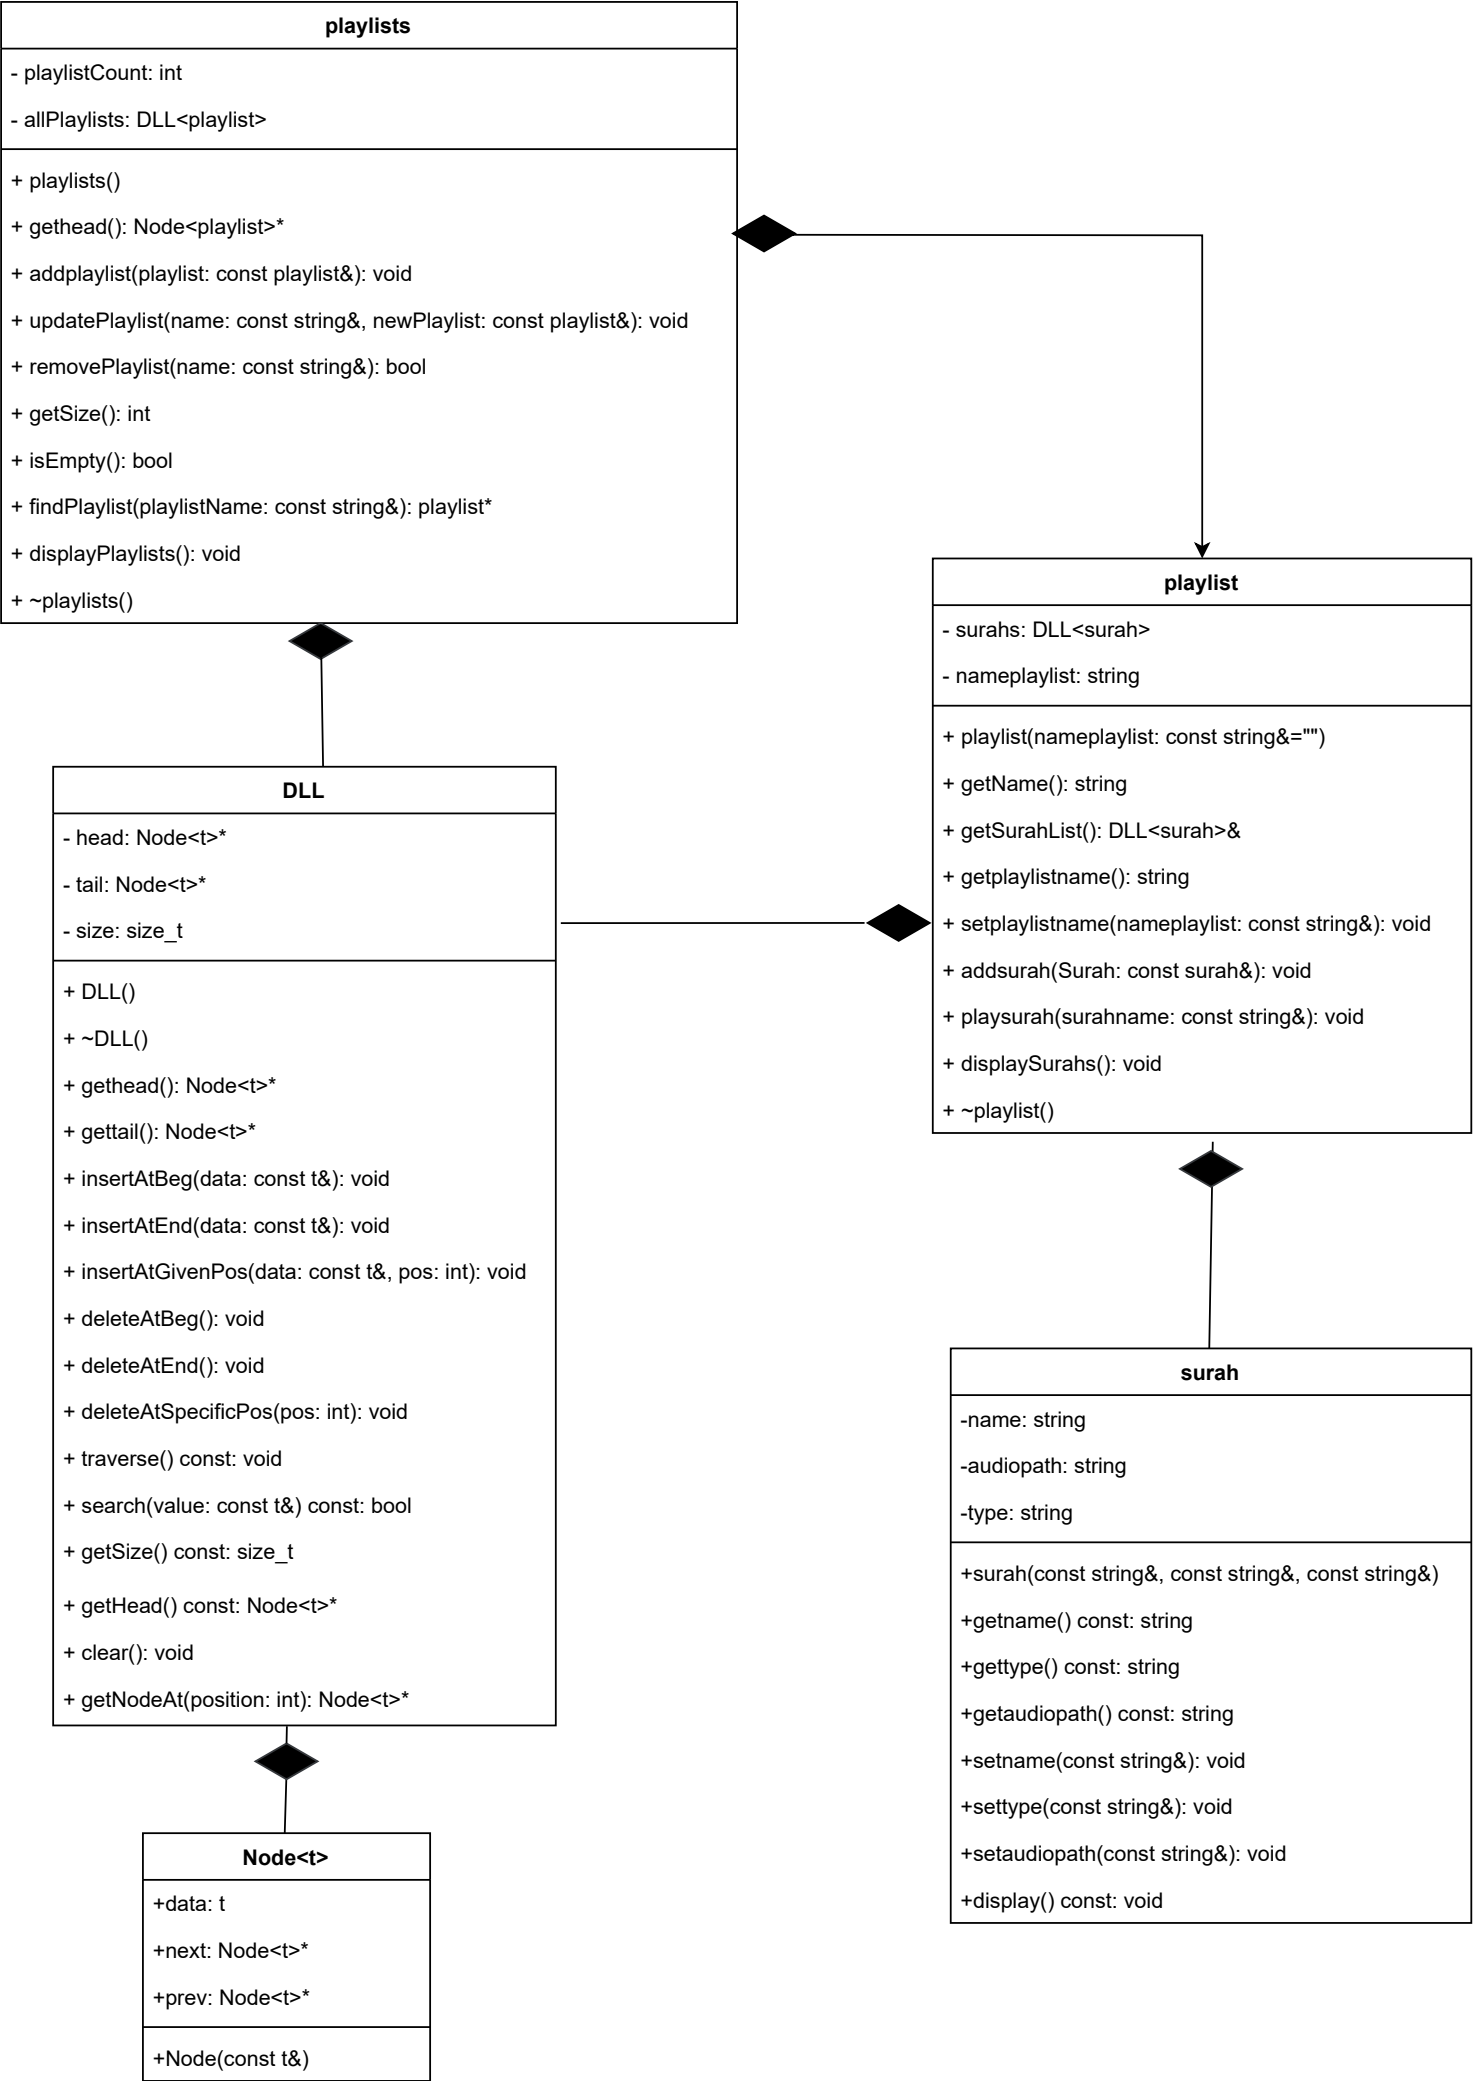 playlists
- playlistCount: int
- allPlaylists: DLL<playlist>
+ playlists()
+ gethead(): Node<playlist>*
+ addplaylist(playlist: const playlist&): void
+ updatePlaylist(name: const string&, newPlaylist: const playlist&): void
+ removePlaylist(name: const string&): bool
+ getSize(): int
+ isEmpty(): bool
+ findPlaylist(playlistName: const string&): playlist*
+ displayPlaylists(): void
+ ~playlists()
playlist
- surahs: DLL<surah>
- nameplaylist: string
+ playlist(nameplaylist: const string&="")
+ getName(): string
+ getSurahList(): DLL<surah>&
+ getplaylistname(): string
+ setplaylistname(nameplaylist: const string&): void
+ addsurah(Surah: const surah&): void
+ playsurah(surahname: const string&): void
+ displaySurahs(): void
+ ~playlist()
DLL
- head: Node<t>*
- tail: Node<t>*
- size: size_t
+ DLL()
+ ~DLL()
+ gethead(): Node<t>*
+ gettail(): Node<t>*
+ insertAtBeg(data: const t&): void
+ insertAtEnd(data: const t&): void
+ insertAtGivenPos(data: const t&, pos: int): void
+ deleteAtBeg(): void
+ deleteAtEnd(): void
+ deleteAtSpecificPos(pos: int): void
+ traverse() const: void
+ search(value: const t&) const: bool
+ getSize() const: size_t
+ getHead() const: Node<t>*
+ clear(): void
+ getNodeAt(position: int): Node<t>*
surah
-name: string
-audiopath: string
-type: string
+surah(const string&, const string&, const string&)
+getname() const: string
+gettype() const: string
+getaudiopath() const: string
+setname(const string&): void
+settype(const string&): void
+setaudiopath(const string&): void
+display() const: void
Node<t>
+data: t
+next: Node<t>*
+prev: Node<t>*
+Node(const t&)